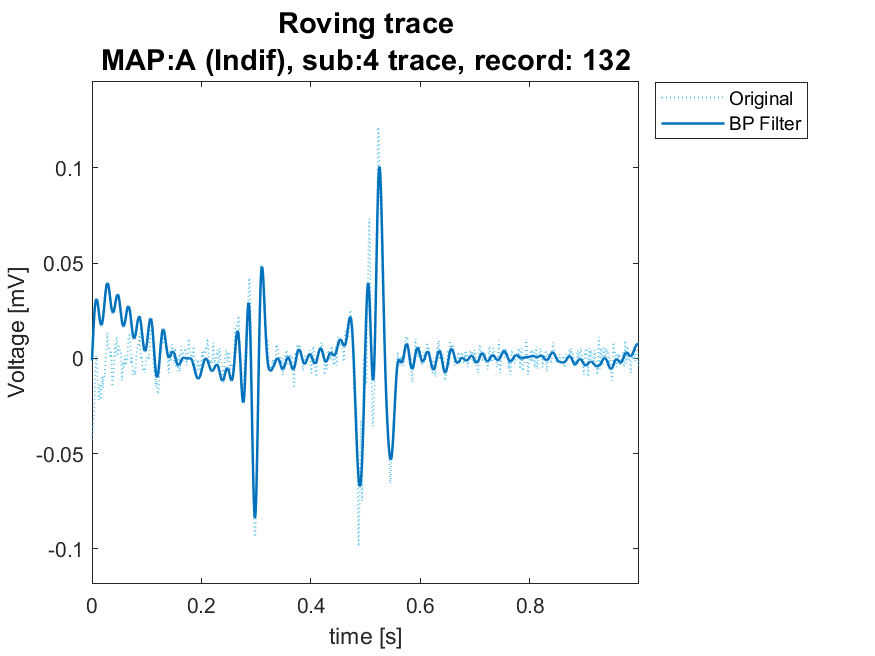 Roving trace
MAP:A (Indif), sub:4 trace, record: 132
Original
BP Filter
0.1
0.05
0
-0.05
-0.1
Voltage [mV]
0
0.2
0.4
0.6
0.8
time [s]